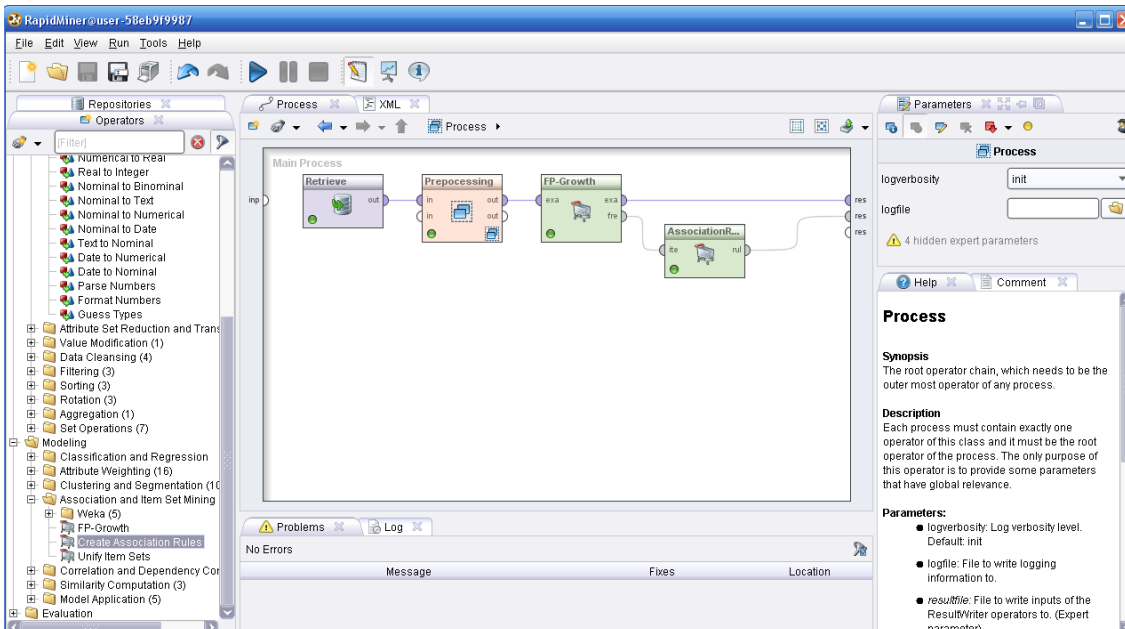 RapidMiner@user-58eb9f9987
File Edit View Run Tools Help
Repositories
Operators
[Filter]
Numerical to Real
Real to Integer
Nominal to Binominal
Nominal to Text
Nominal to Numerical
Nominal to Date
Text to Nominal
Date to Numerical
Date to Nominal
Parse Numbers
Format Numbers
Guess Types
Attribute Set Reduction and Trans
Value Modification (1)
Data Cleansing (4)
Filtering (3)
Sorting (3)
Rotation (3)
Aggregation (1)
Set Operations (7)
Modeling
Classification and Regression
Attribute Weighting (16)
Clustering and Segmentation (10
Association and Item Set Mining
Weka (5)
FP-Growth
Create Association Rules
Unify Item Sets
Correlation and Dependency Con
Similarity Computation (3)
Model Application (5)
Evaluation
Process XML
Process
Main Process
inp
Retrieve
out
Prepocessing
in out
in out
FP-Growth
exa exa
fre
AssociationR...
ite rul
res
res
res
Problems Log
No Errors
Message Fixes Location
Parameters
Process
logverbosity init
logfile
4 hidden expert parameters
Help Comment
Process
Synopsis
The root operator chain, which needs to be the
outer most operator of any process.
Description
Each process must contain exactly one
operator of this class and it must be the root
operator of the process. The only purpose of
this operator is to provide some parameters
that have global relevance.
Parameters:
logverbosity: Log verbosity level.
Default: init
logfile: File to write logging
information to.
resultfile: File to write inputs of the
ResultWriter operators to. (Expert
parameter)